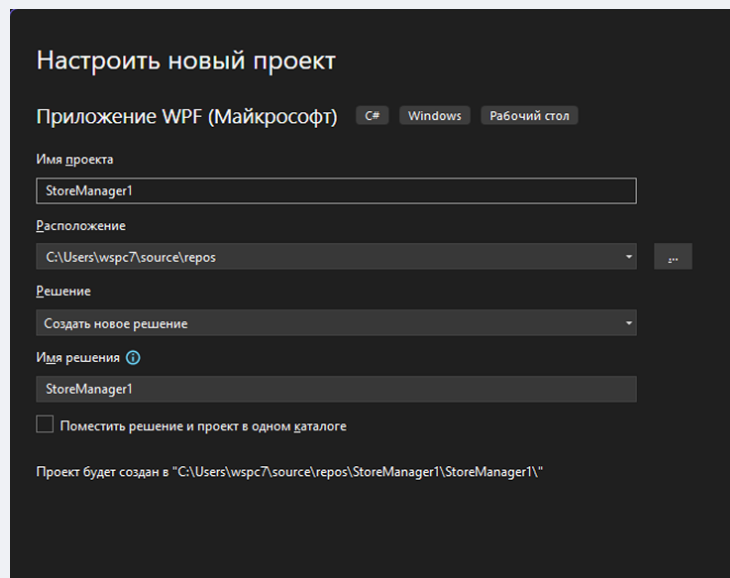 Настроить новый проект
Приложение WPF (Майкрософт) C# Windows Рабочий стол
Имя проекта
StoreManager1
Расположение
C:\Users\wspc7\source\repos ...
Решение
Создать новое решение
Имя решения
StoreManager1
Поместить решение и проект в одном каталоге
Проект будет создан в "C:\Users\wspc7\source\repos\StoreManager1\StoreManager1\"